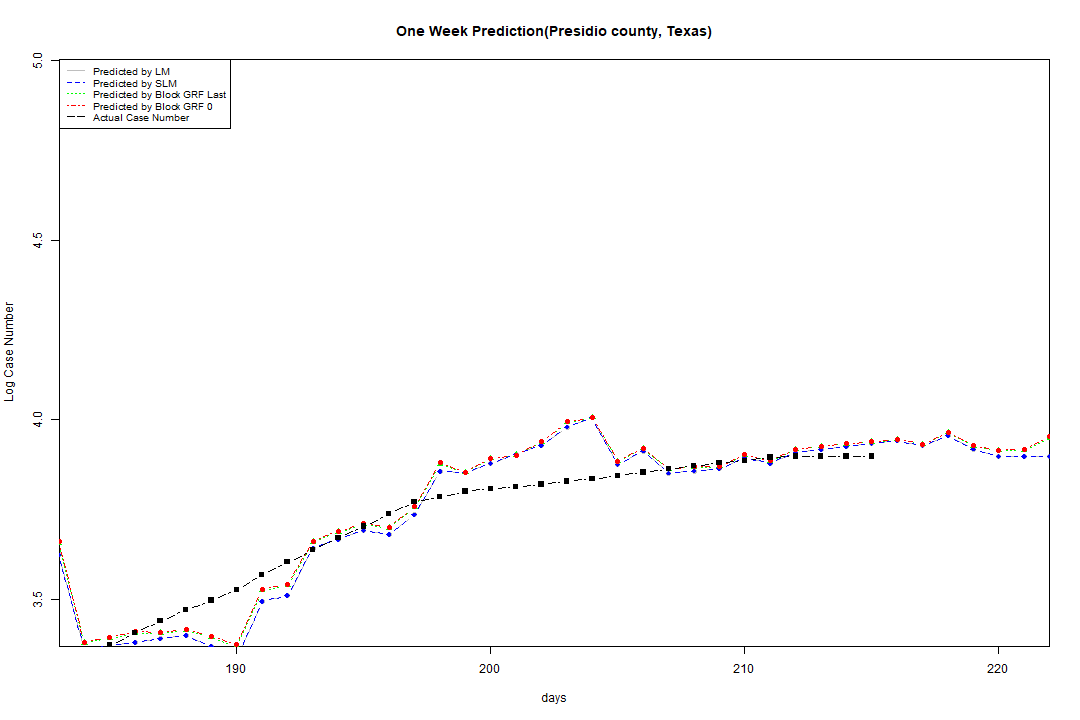 One Week Prediction(Presidio county, Texas)
5.0
Predicted by LM
Predicted by SLM
Predicted by Block GRF Last
Predicted by Block GRF 0
Actual Case Number
4.5
Log Case Number
4.0
3.5
190
200
210
220
days